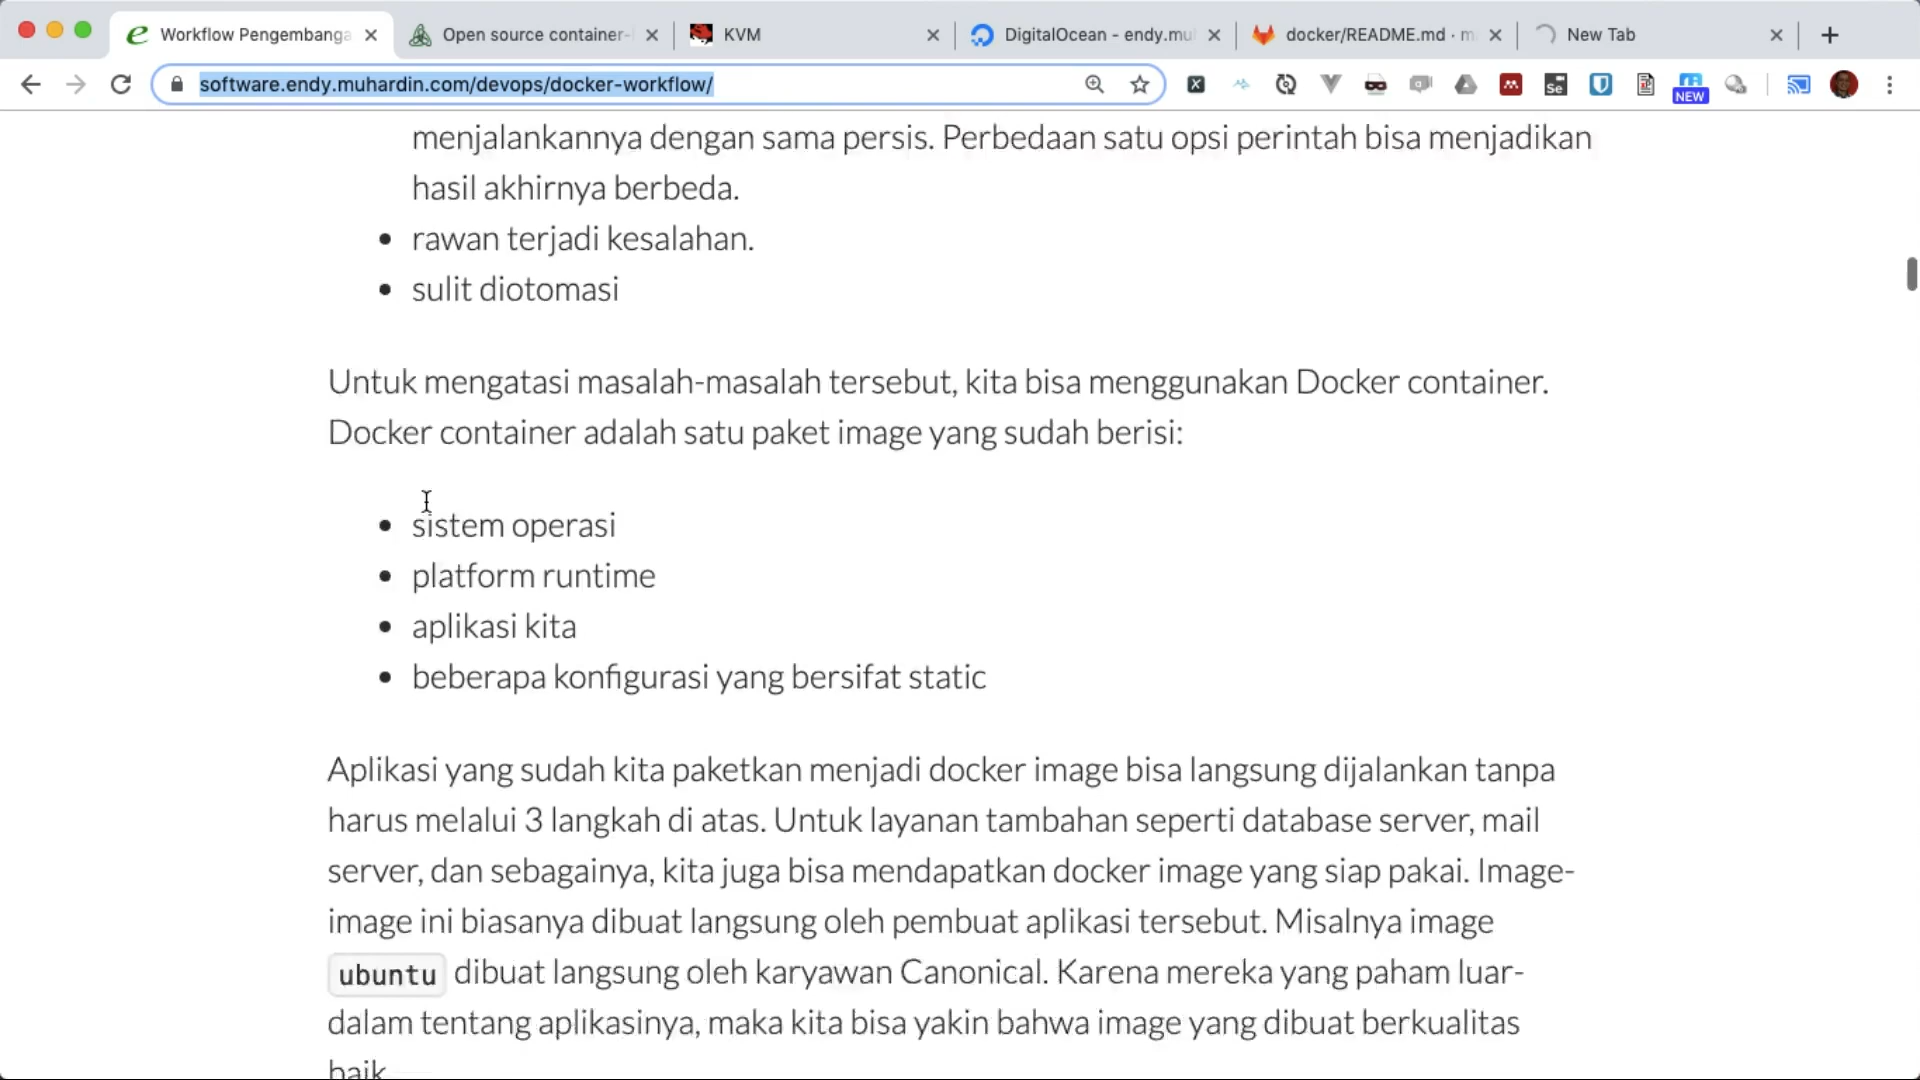 Workflow Pengembanga
Open source container-
KVM
DigitalOcean - endy.mu
docker/README.md · m
New Tab
software.endy.muhardin.com/devops/docker-workflow/
Se
NEW
menjalankannya dengan sama persis. Perbedaan satu opsi perintah bisa menjadikan
hasil akhirnya berbeda.
• rawan terjadi kesalahan.
• sulit diotomasi
Untuk mengatasi masalah-masalah tersebut, kita bisa menggunakan Docker container.
Docker container adalah satu paket image yang sudah berisi:
• sistem operasi
• platform runtime
• aplikasi kita
• beberapa konfigurasi yang bersifat static
Aplikasi yang sudah kita paketkan menjadi docker image bisa langsung dijalankan tanpa
harus melalui 3 langkah di atas. Untuk layanan tambahan seperti database server, mail
server, dan sebagainya, kita juga bisa mendapatkan docker image yang siap pakai. Image-
image ini biasanya dibuat langsung oleh pembuat aplikasi tersebut. Misalnya image
ubuntu dibuat langsung oleh karyawan Canonical. Karena mereka yang paham luar-
dalam tentang aplikasinya, maka kita bisa yakin bahwa image yang dibuat berkualitas
baik